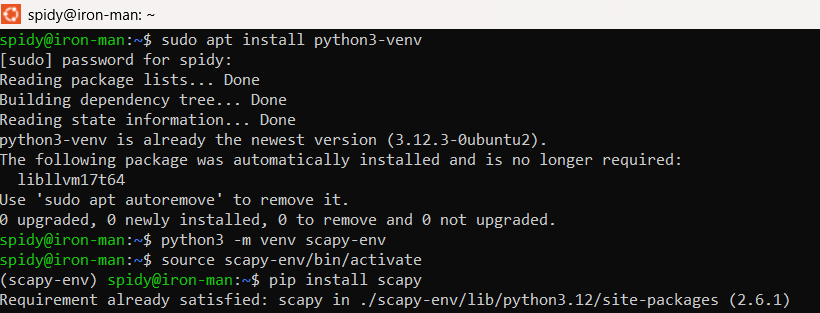 spidy@iron-man: ~
spidy@iron-man:~$ sudo apt install python3-venv
[sudo] password for spidy:
Reading package lists... Done
Building dependency tree... Done
Reading state information... Done
python3-venv is already the newest version (3.12.3-0ubuntu2).
The following package was automatically installed and is no longer required:
  libllvm17t64
Use 'sudo apt autoremove' to remove it.
0 upgraded, 0 newly installed, 0 to remove and 0 not upgraded.
spidy@iron-man:~$ python3 -m venv scapy-env
spidy@iron-man:~$ source scapy-env/bin/activate
(scapy-env) spidy@iron-man:~$ pip install scapy
Requirement already satisfied: scapy in ./scapy-env/lib/python3.12/site-packages (2.6.1)